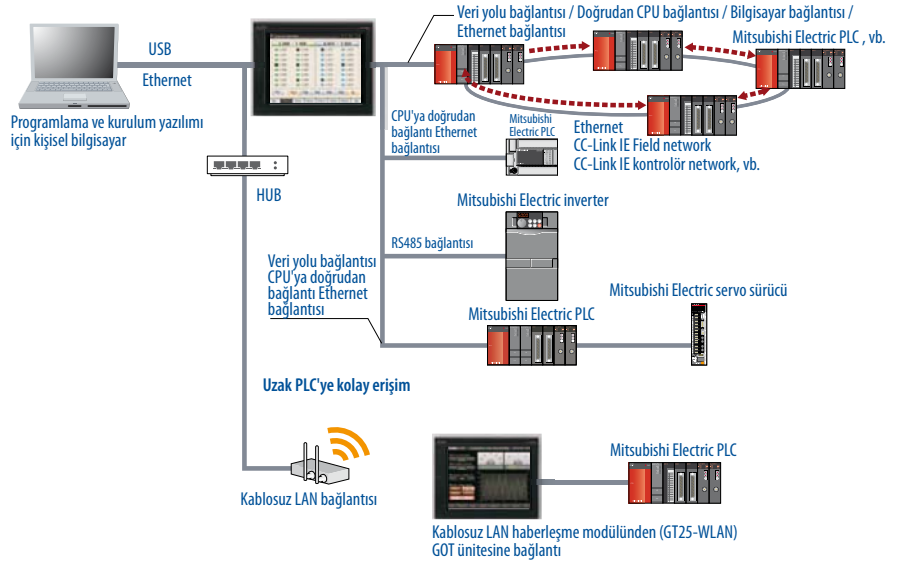 Veri yolu bağlantısı / Doğrudan CPU bağlantısı / Bilgisayar bağlantısı /
Ethernet bağlantısı
Mitsubishi Electric PLC , vb.
USB
Ethernet
Programlama ve kurulum yazılımı
için kişisel bilgisayar
CPU'ya doğrudan
bağlantı Ethernet
bağlantısı
Mitsubishi
Electric PLC
Ethernet
CC-Link IE Field network
CC-Link IE kontrolör network, vb.
HUB
Mitsubishi Electric inverter
RS485 bağlantısı
Veri yolu bağlantısı
CPU'ya doğrudan
bağlantı Ethernet
bağlantısı
Mitsubishi Electric servo sürücü
Mitsubishi Electric PLC
Uzak PLC'ye kolay erişim
Kablosuz LAN bağlantısı
Mitsubishi Electric PLC
Kablosuz LAN haberleşme modülünden (GT25-WLAN)
GOT ünitesine bağlantı